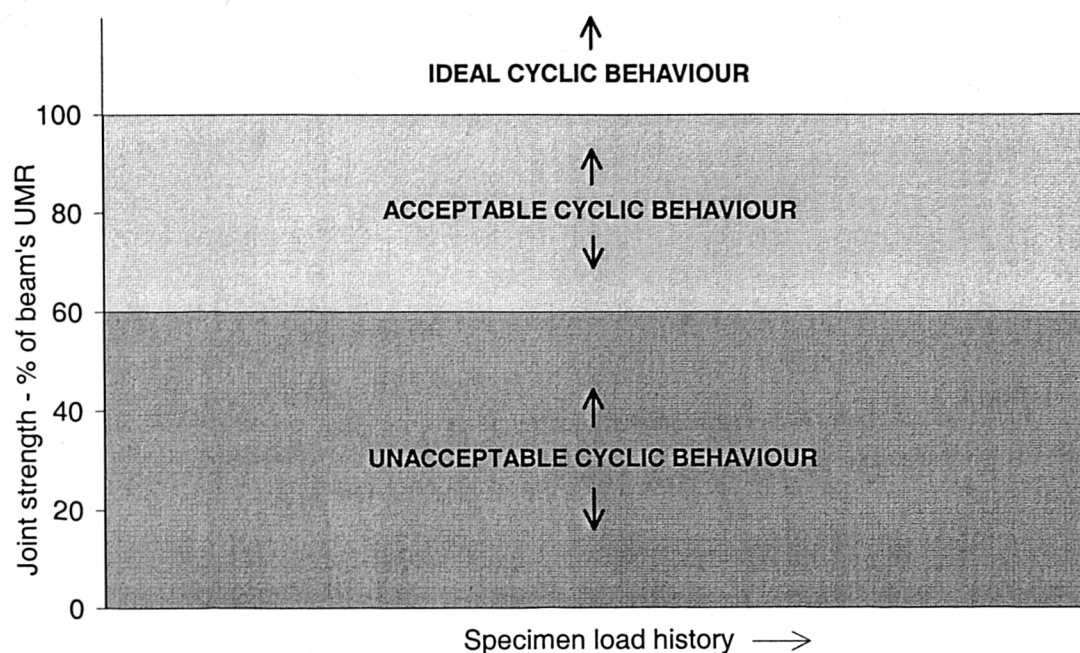 IDEAL CYCLIC BEHAVIOUR
100
ACCEPTABLE CYCLIC BEHAVIOUR
80
60
40
UNACCEPTABLE CYCLIC BEHAVIOUR
20
0
Joint strength - % of beam's UMR
Specimen load history